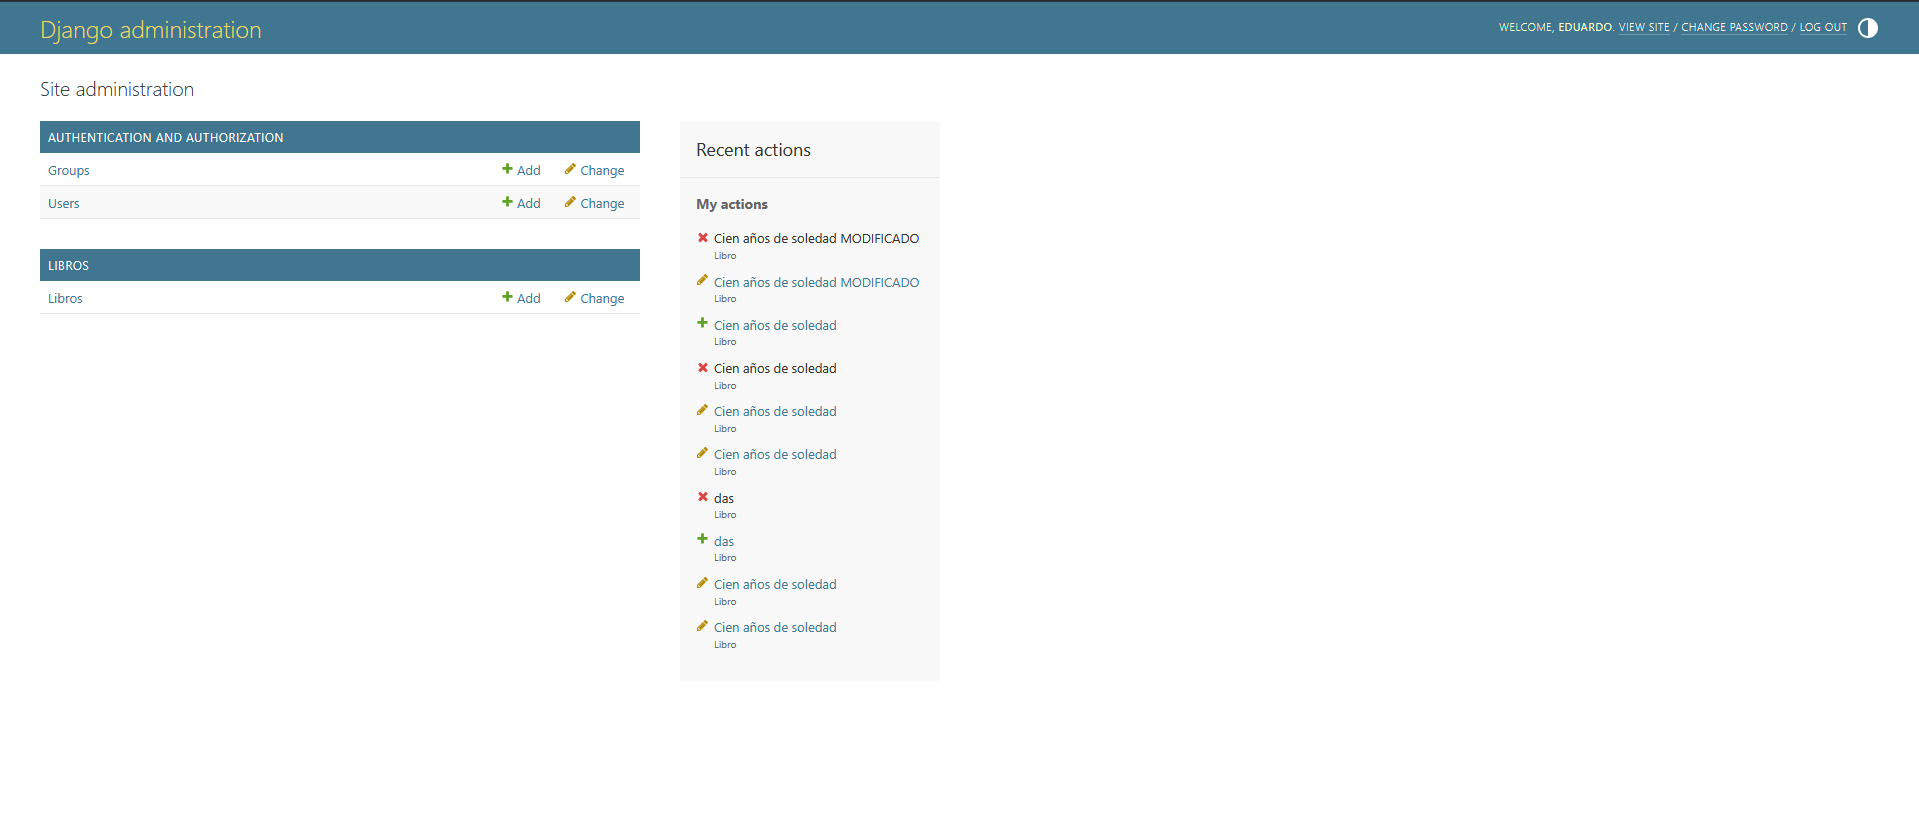 Django administration
WELCOME, EDUARDO. VIEW SITE / CHANGE PASSWORD / LOG OUT
Site administration
AUTHENTICATION AND AUTHORIZATION
Groups Add Change
Users Add Change
LIBROS
Libros Add Change
Recent actions
My actions
Cien años de soledad MODIFICADO
Libro
Cien años de soledad MODIFICADO
Libro
Cien años de soledad
Libro
Cien años de soledad
Libro
Cien años de soledad
Libro
Cien años de soledad
Libro
das
Libro
das
Libro
Cien años de soledad
Libro
Cien años de soledad
Libro